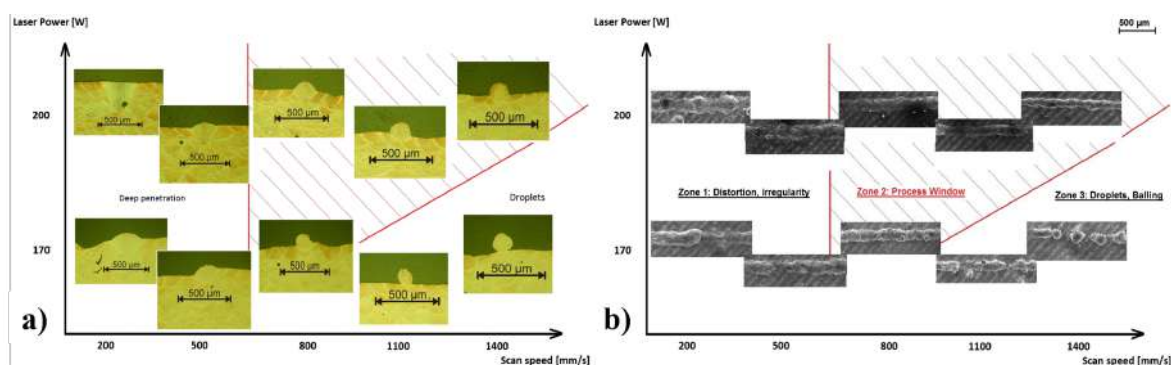 Laser Power [W]
200
170
500 µm
500 µm
500 µm
500 µm
500 µm
Deep penetration
Droplets
500 µm
500 µm
500 µm
500 µm
500 µm
a)
200
500
800
1100
1400
Scan speed [mm/s]
Laser Power [W]
500 µm
200
170
Zone 1: Distortion, Irregularity
Zone 2: Process Window
Zone 3: Droplets, Balling
b)
200
500
800
1100
1400
Scan speed [mm/s]